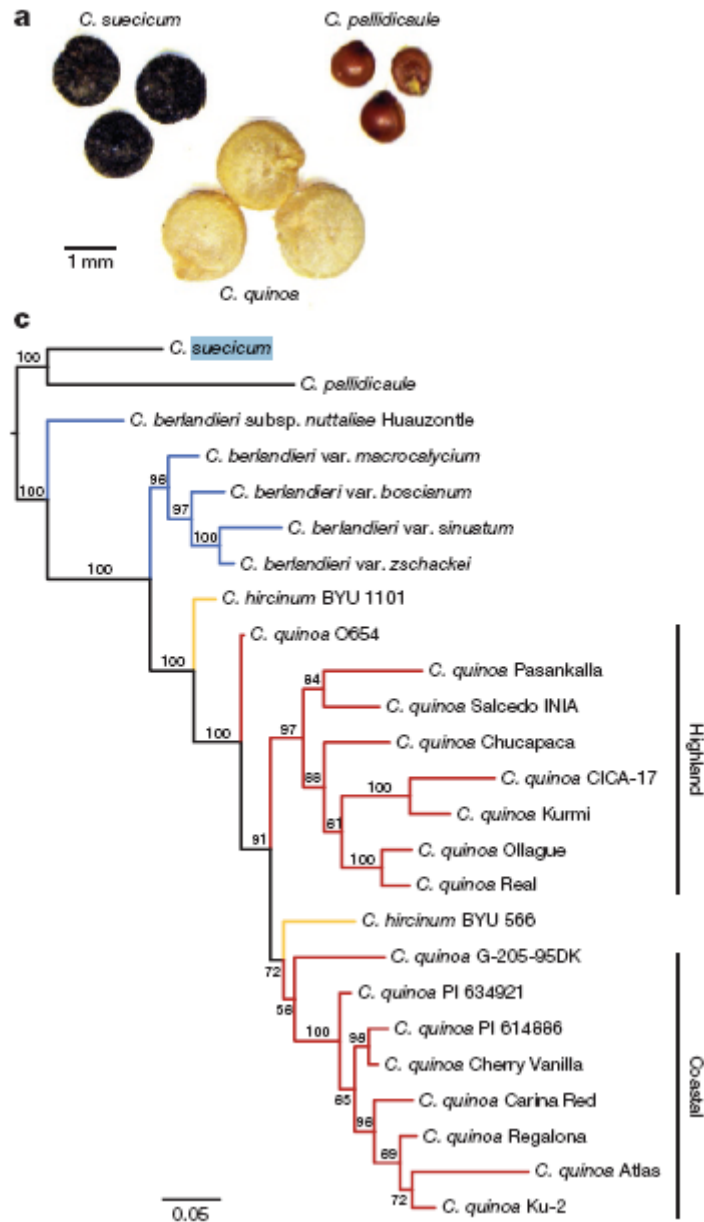 a
C. suecicum
C. pallidicaule
1 mm
C. quinoa
c
100
C. suecicum
C. pallidicaule
C. berlandieri subsp. nuttaliae Huauzontle
100
C. berlandieri var. macrocalycium
96
C. berlandieri var. boscianum
97
C. berlandieri var. sinuatum
100
C. berlandieri var. zschackei
100
C. hircinum BYU 1101
100
C. quinoa O654
C. quinoa Pasankalla
84
C. quinoa Salcedo INIA
97
100
C. quinoa Chucapaca
88
C. quinoa CICA-17
100
C. quinoa Kurmi
61
91
C. quinoa Ollague
100
C. quinoa Real
Highland
C. hircinum BYU 566
72
C. quinoa G-205-95DK
56
C. quinoa PI 634921
100
C. quinoa PI 614886
98
C. quinoa Cherry Vanilla
65
C. quinoa Carina Red
96
C. quinoa Regalona
69
C. quinoa Atlas
72
C. quinoa Ku-2
Coastal
0.05